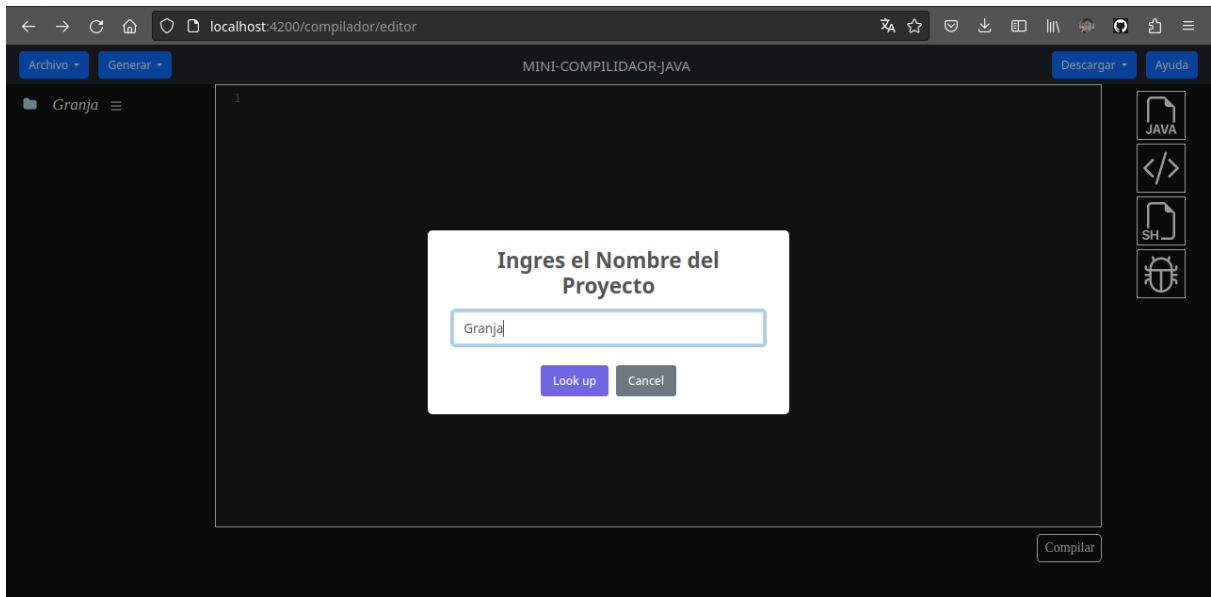 localhost:4200/compilador/editor
Archivo Generar MINI-COMPILIDAOR-JAVA Descargar Ayuda
Granja
1
JAVA
</>
SH
Ingres el Nombre del
Proyecto
Granja
Look up Cancel
Compilar